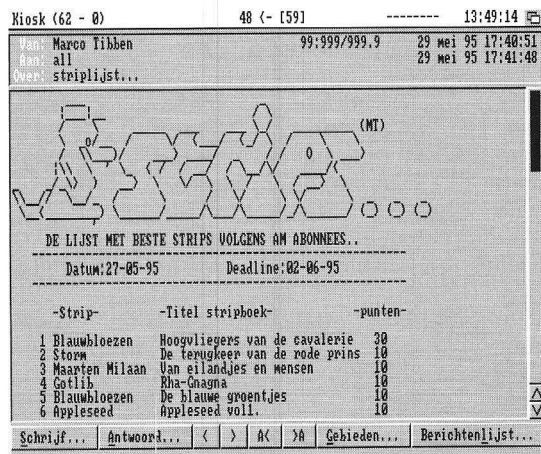 Kiosk (62 - 0) 48 <- [59] -------- 13:49:14
Van: Marco Tibben 99:999/999.9 29 mei 95 17:40:51
Aan: all 29 mei 95 17:41:48
Over: striplijst...
(MT)
DE LIJST MET BESTE STRIPS VOLGENS AM ABONNEES..
Datum:27-05-95 Deadline:02-06-95
-Strip- -Titel stripboek- -punten-
1 Blauwbloezen Hoogvliegers van de cavalerie 30
2 Storm De terugkeer van de rode prins 10
3 Maarten Milaan Van eilandjes en mensen 10
4 Gotlib Rha-Gnagna 10
5 Blauwbloezen De blauwe groentjes 10
6 Appleseed Appleseed vol1. 10
Schrijf... Antwoord... < > A< >A Gebieden... Berichtenlijst...